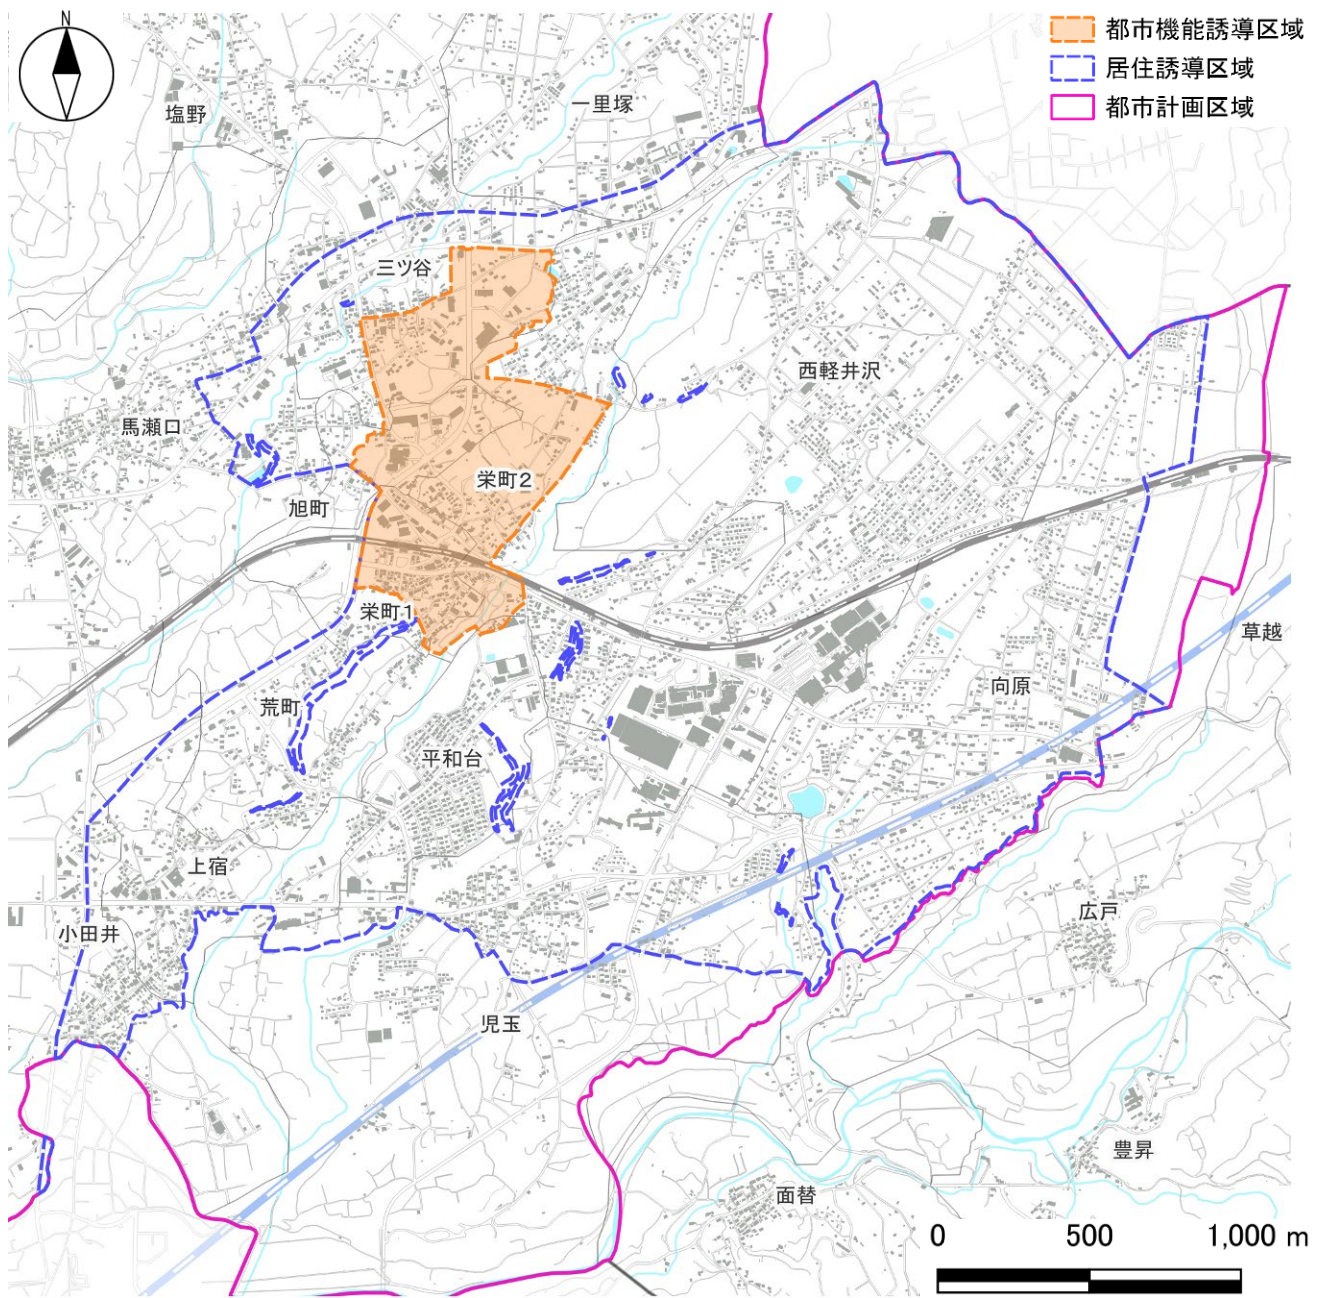 N
都市機能誘導区域
居住誘導区域
都市計画区域
一里塚
塩野
三ツ谷
西軽井沢
馬瀬口
栄町2
旭町
栄町1
草越
向原
荒町
平和台
上宿
広戸
小田井
児玉
豊昇
面替
0 500 1,000 m